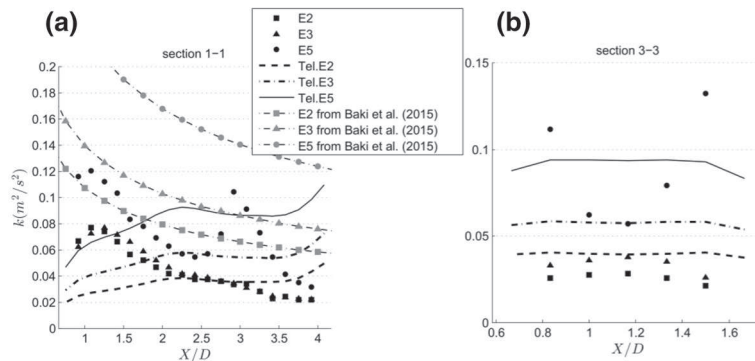 (a)
section 1-1
k(m²/s²)
0.2
0.18
0.16
0.14
0.12
0.1
0.08
0.06
0.04
0.02
0
1
1.5
2
2.5
3
3.5
4
X/D
E2
E3
E5
Tel.E2
Tel.E3
Tel.E5
E2 from Baki et al. (2015)
E3 from Baki et al. (2015)
E5 from Baki et al. (2015)
(b)
section 3-3
0.15
0.1
0.05
0
0.6
0.8
1
1.2
1.4
1.6
X/D